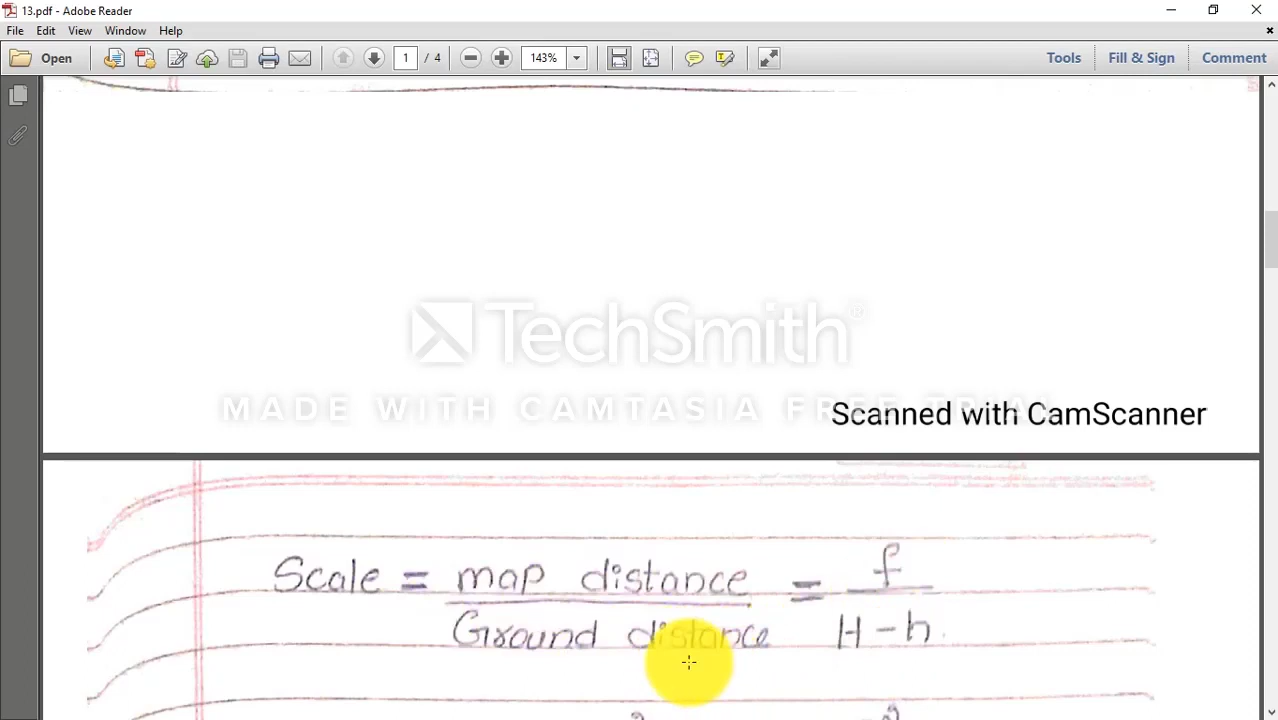 13.pdf - Adobe Reader
File Edit View Window Help
Open 1 / 4 143% Tools Fill & Sign Comment
TechSmith®
MADE WITH CAMTASIA FREE TRIAL
Scanned with CamScanner
Scale = map distance = f
Ground distance H - h